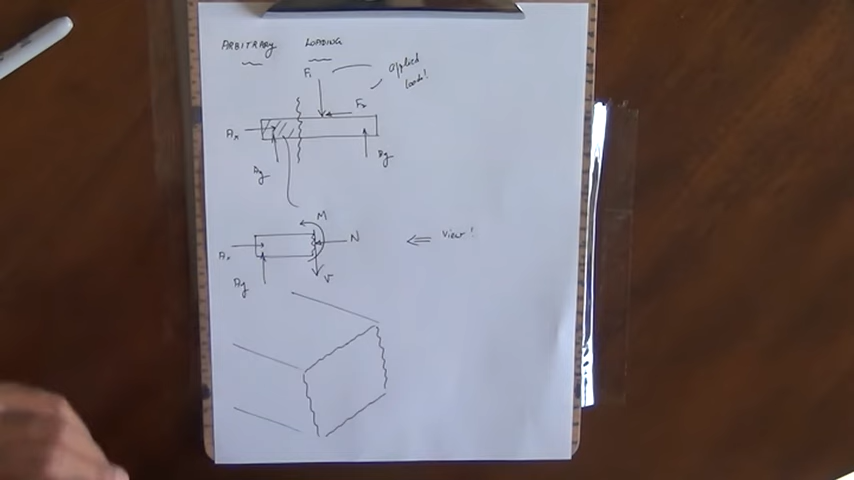 ARBITRARY LOADING
F₁
applied
loads!
F₂
Ax
Ay
By
M
N
Ax
Ay
V
View!